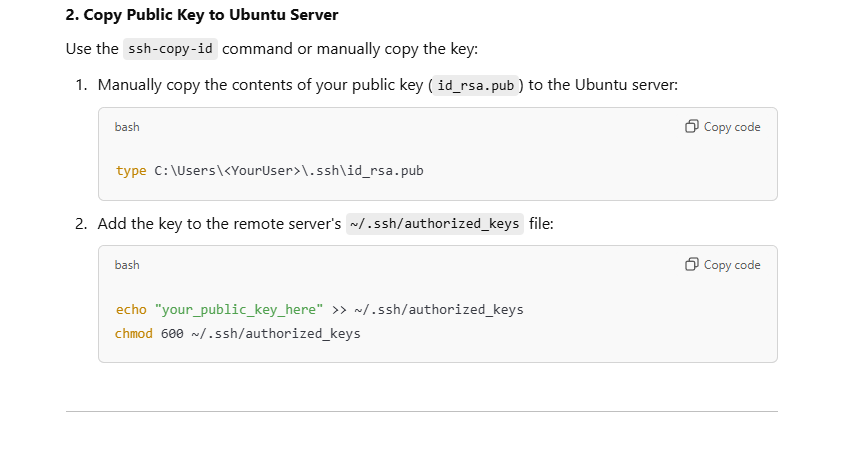 2. Copy Public Key to Ubuntu Server
Use the ssh-copy-id command or manually copy the key:
1. Manually copy the contents of your public key (id_rsa.pub) to the Ubuntu server:
bash
Copy code
type C:\Users\<YourUser>\.ssh\id_rsa.pub
2. Add the key to the remote server's ~/.ssh/authorized_keys file:
bash
Copy code
echo "your_public_key_here" >> ~/.ssh/authorized_keys
chmod 600 ~/.ssh/authorized_keys